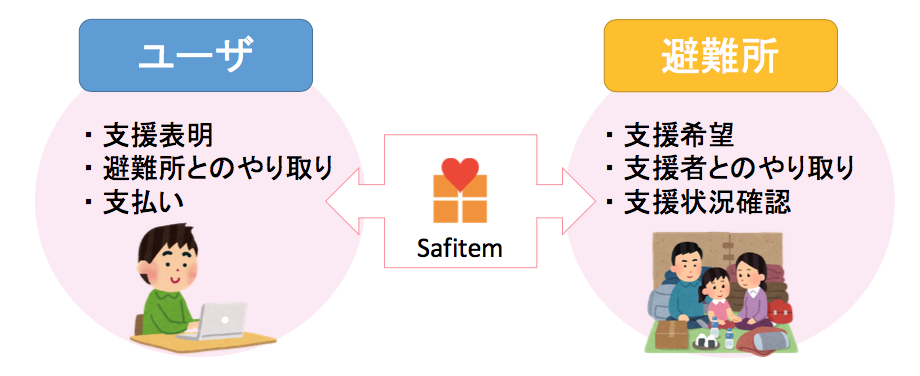 ユーザ
・支援表明
・避難所とのやり取り
・支払い
Safitem
避難所
・支援希望
・支援者とのやり取り
・支援状況確認